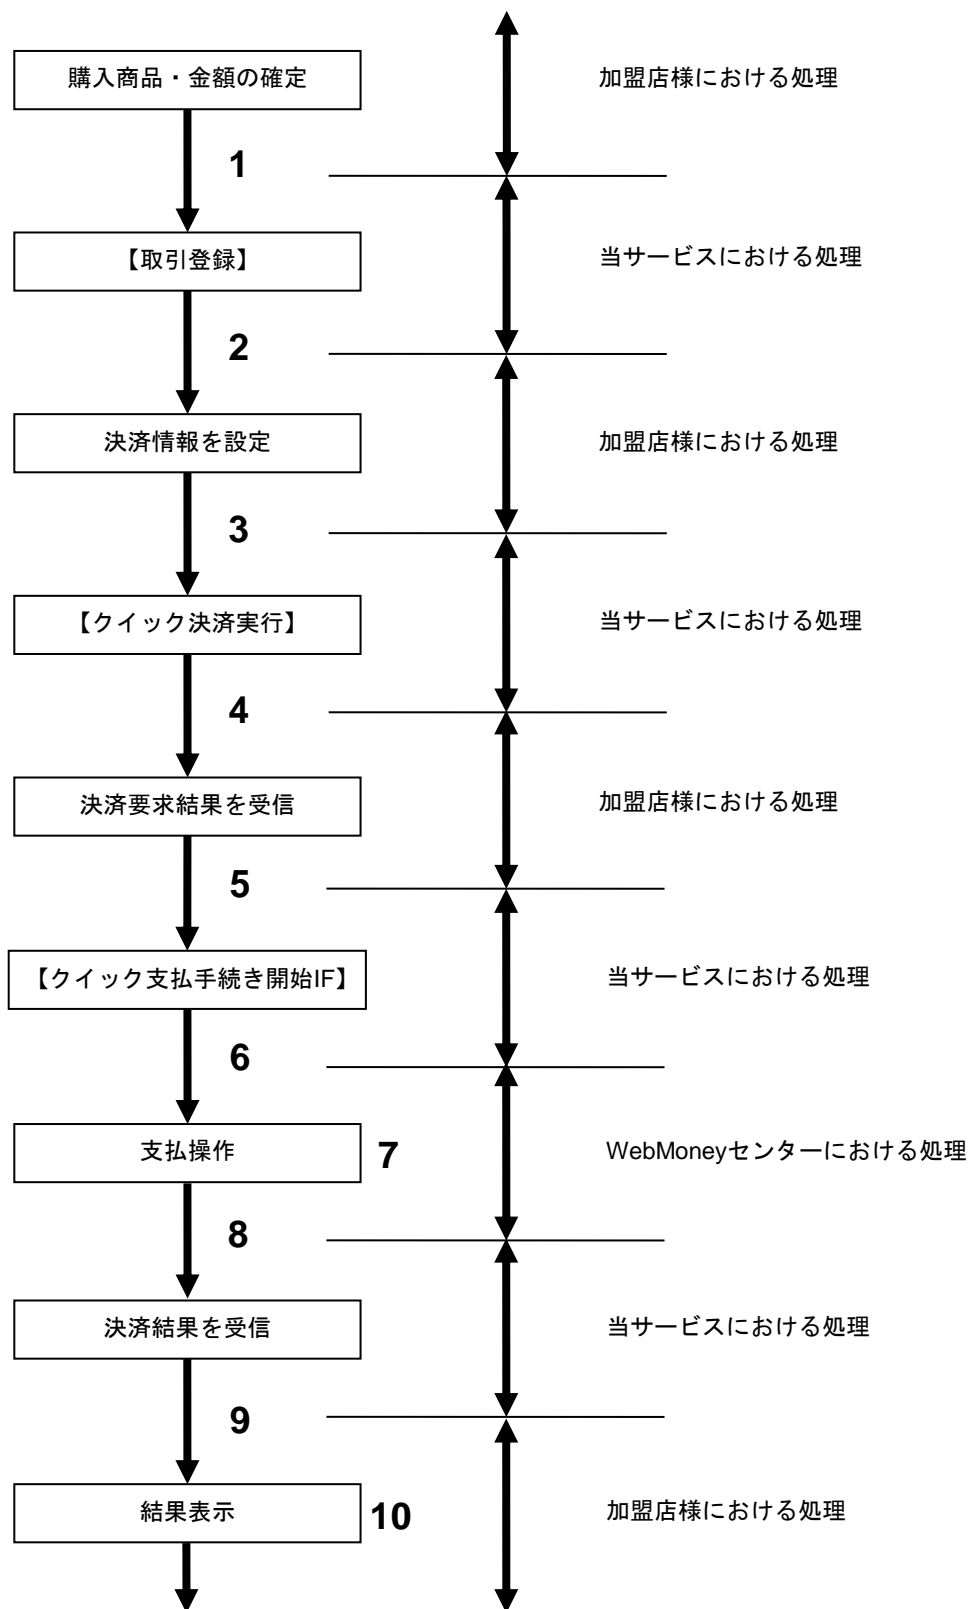 購入商品・金額の確定
加盟店様における処理
1
【取引登録】
当サービスにおける処理
2
決済情報を設定
加盟店様における処理
3
【クイック決済実行】
当サービスにおける処理
4
決済要求結果を受信
加盟店様における処理
5
【クイック支払手続き開始IF】
当サービスにおける処理
6
支払操作
7
WebMoneyセンターにおける処理
8
決済結果を受信
当サービスにおける処理
9
結果表示
10
加盟店様における処理